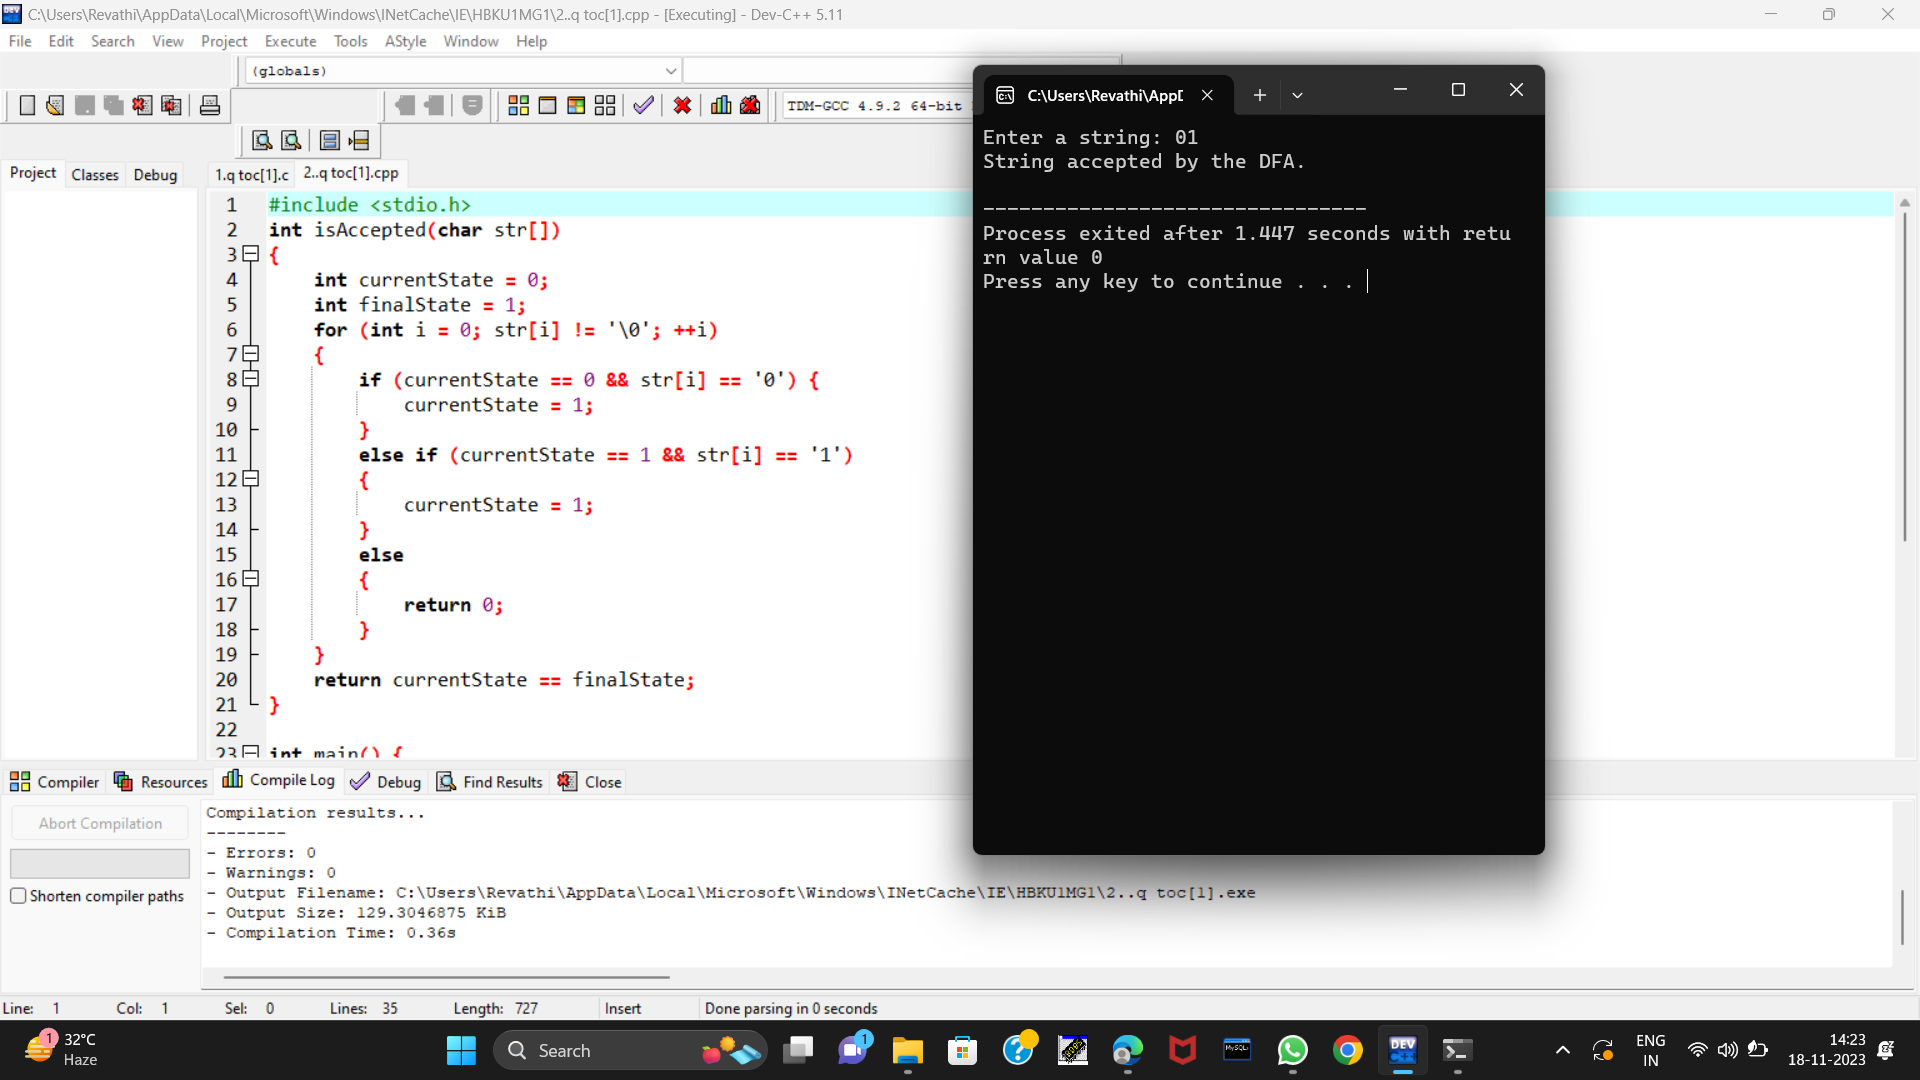 C:\Users\Revathi\AppData\Local\Microsoft\Windows\INetCache\IE\HBKU1MG1\2..q toc[1].cpp - [Executing] - Dev-C++ 5.11
File Edit Search View Project Execute Tools AStyle Window Help
(globals)
TDM-GCC 4.9.2 64-bit
Project Classes Debug
1.q toc[1].c 2..q toc[1].cpp
1 #include <stdio.h>
2 int isAccepted(char str[])
3 {
4 int currentState = 0;
5 int finalState = 1;
6 for (int i = 0; str[i] != '\0'; ++i)
7 {
8 if (currentState == 0 && str[i] == '0') {
9 currentState = 1;
10 }
11 else if (currentState == 1 && str[i] == '1')
12 {
13 currentState = 1;
14 }
15 else
16 {
17 return 0;
18 }
19 }
20 return currentState == finalState;
21 }
22
23 int main() {
C:\Users\Revathi\AppD
Enter a string: 01
String accepted by the DFA.
--------------------------------
Process exited after 1.447 seconds with retu
rn value 0
Press any key to continue . . .
Compiler Resources Compile Log Debug Find Results Close
Abort Compilation
Shorten compiler paths
Compilation results...
--------
- Errors: 0
- Warnings: 0
- Output Filename: C:\Users\Revathi\AppData\Local\Microsoft\Windows\INetCache\IE\HBKU1MG1\2..q toc[1].exe
- Output Size: 129.3046875 KiB
- Compilation Time: 0.36s
Line: 1 Col: 1 Sel: 0 Lines: 35 Length: 727 Insert Done parsing in 0 seconds
1
32°C
Haze
Search
1
MySQL
DEV
C++
ENG
IN
14:23
18-11-2023